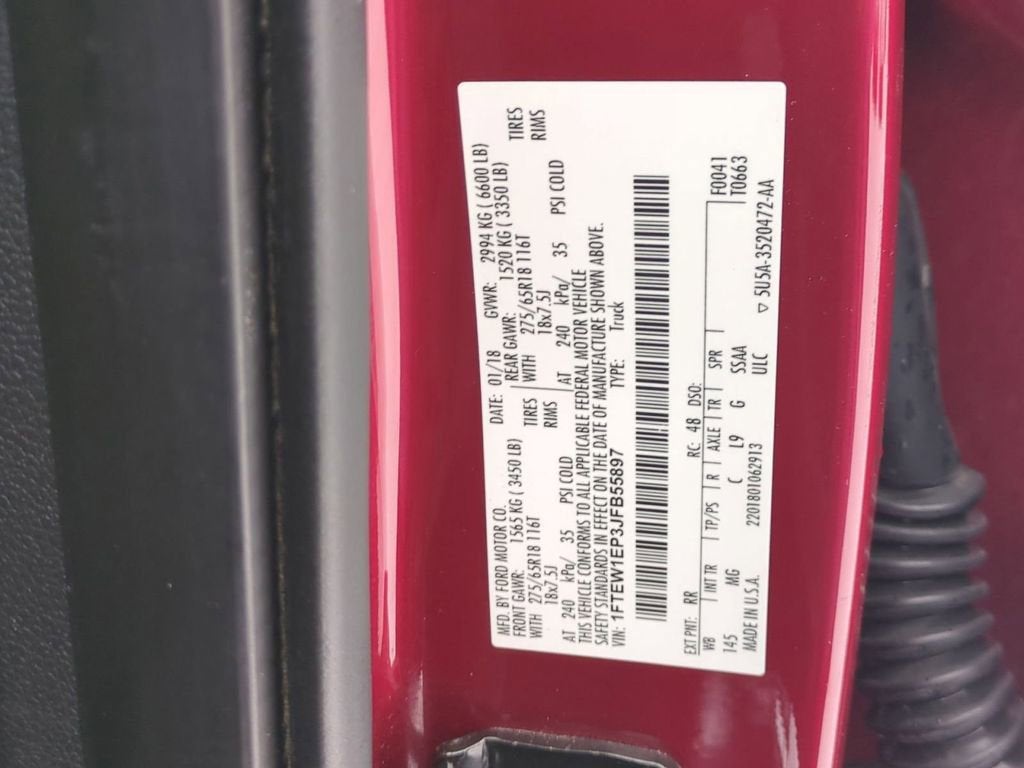 MFD. BY FORD MOTOR CO.
DATE: 01/18 GVWR: 2994 KG ( 6600 LB)
FRONT GAWR: 1565 KG ( 3450 LB)
REAR GAWR: 1520 KG ( 3350 LB)
WITH 275/65R18 116T TIRES
18x7.5J RIMS
AT 240 kPa/ 35 PSI COLD
WITH 275/65R18 116T TIRES
18x7.5J RIMS
AT 240 kPa/ 35 PSI COLD
THIS VEHICLE CONFORMS TO ALL APPLICABLE FEDERAL MOTOR VEHICLE
SAFETY STANDARDS IN EFFECT ON THE DATE OF MANUFACTURE SHOWN ABOVE.
VIN: 1FTEW1EP3JFB55897 TYPE: Truck
EXT PNT: RR RC: 48 DSO: F0041
WB INT TR TP/PS R AXLE TR SPR T0663
145 MG C L9 G SSAA
MADE IN U.S.A. 2201801062913 ULC ▽ 5U5A-3520472-AA